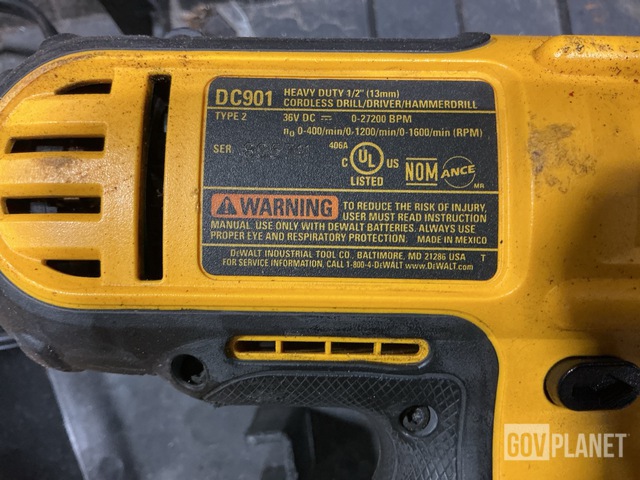 DC901 HEAVY DUTY 1/2" (13mm)
CORDLESS DRILL/DRIVER/HAMMERDRILL
TYPE 2 36V DC ⎓ 0-27200 BPM
n0 0-400/min/0-1200/min/0-1600/min (RPM)
SER. 406A
C UL US
LISTED
NOM ANCE
MR
WARNING TO REDUCE THE RISK OF INJURY,
USER MUST READ INSTRUCTION
MANUAL. USE ONLY WITH DEWALT BATTERIES. ALWAYS USE
PROPER EYE AND RESPIRATORY PROTECTION. MADE IN MEXICO
DEWALT INDUSTRIAL TOOL CO., BALTIMORE, MD 21286 USA T
FOR SERVICE INFORMATION, CALL 1-800-4-DEWALT www.DEWALT.com
GOVPLANET